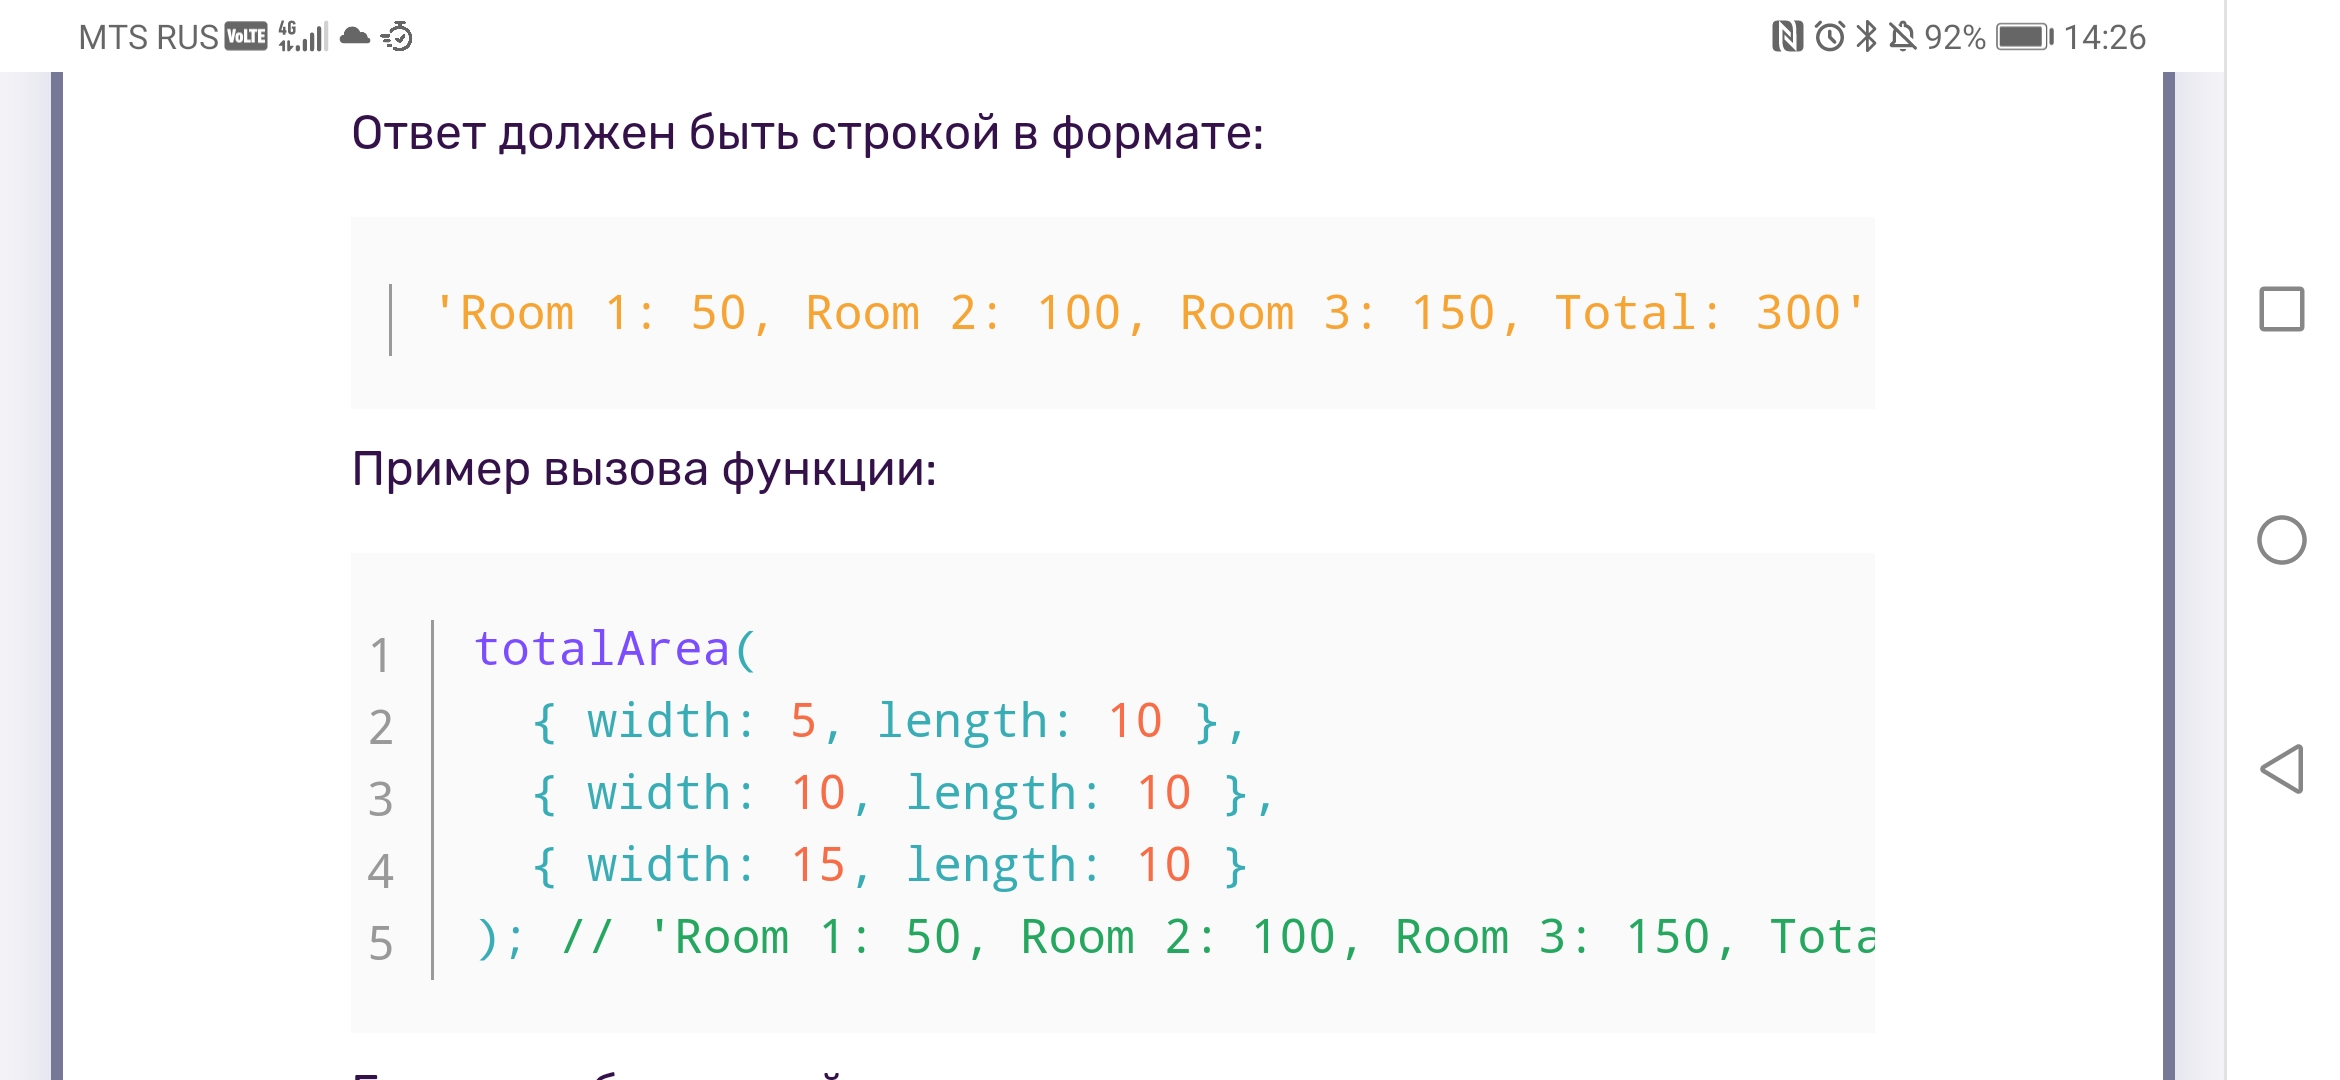 MTS RUS VoLTE 4G 92% 14:26
Ответ должен быть строкой в формате:
'Room 1: 50, Room 2: 100, Room 3: 150, Total: 300'
Пример вызова функции:
1 totalArea(
2 { width: 5, length: 10 },
3 { width: 10, length: 10 },
4 { width: 15, length: 10 }
5 ); // 'Room 1: 50, Room 2: 100, Room 3: 150, Tota